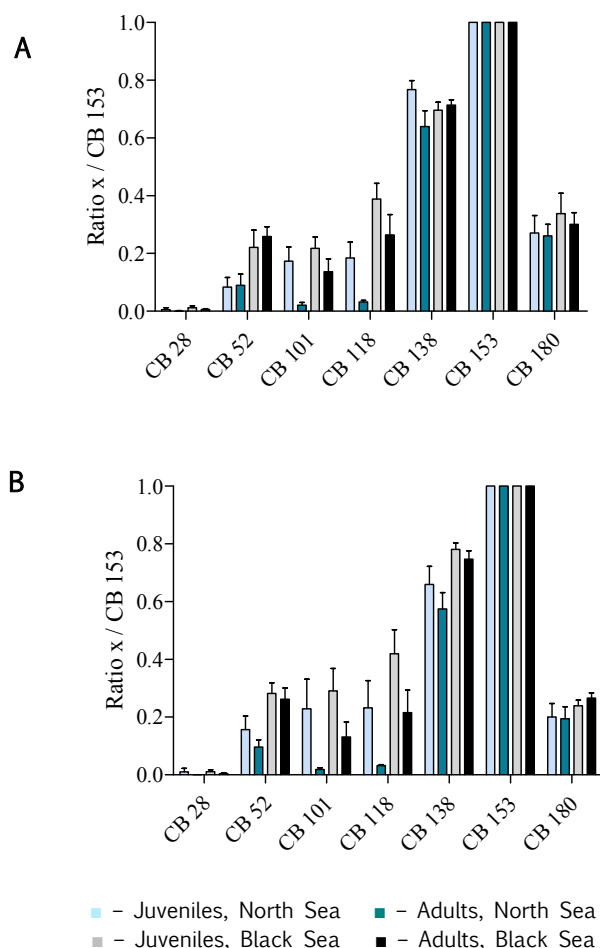 A
Ratio x / CB 153
1.0
0.8
0.6
0.4
0.2
0.0
CB 28 CB 52 CB 101 CB 118 CB 138 CB 153 CB 180
B
Ratio x / CB 153
1.0
0.8
0.6
0.4
0.2
0.0
CB 28 CB 52 CB 101 CB 118 CB 138 CB 153 CB 180
– Juveniles, North Sea – Adults, North Sea
– Juveniles, Black Sea – Adults, Black Sea